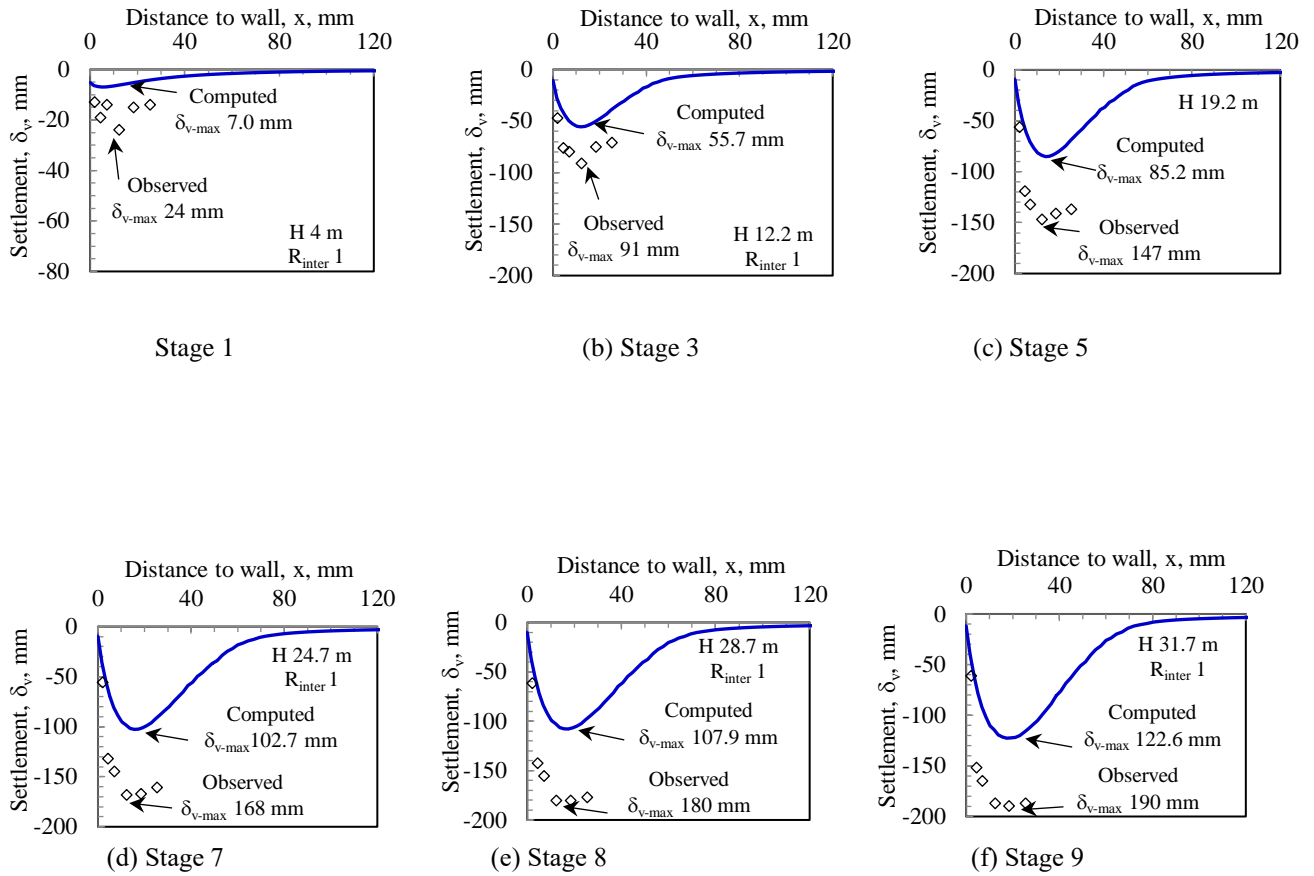 Distance to wall, x, mm
0 40 80 120
Settlement, δv, mm
0
-20
-40
-60
-80
Computed
δv-max 7.0 mm
Observed
δv-max 24 mm
H 4 m
Rinter 1
Stage 1
Distance to wall, x, mm
0 40 80 120
Settlement, δv, mm
0
-50
-100
-150
-200
Computed
δv-max 55.7 mm
Observed
δv-max 91 mm
H 12.2 m
Rinter 1
(b) Stage 3
Distance to wall, x, mm
0 40 80 120
Settlement, δv, mm
0
-50
-100
-150
-200
H 19.2 m
Computed
δv-max 85.2 mm
Observed
δv-max 147 mm
(c) Stage 5
Distance to wall, x, mm
0 40 80 120
Settlement, δv, mm
0
-50
-100
-150
-200
H 24.7 m
Rinter 1
Computed
δv-max 102.7 mm
Observed
δv-max 168 mm
(d) Stage 7
Distance to wall, x, mm
0 40 80 120
Settlement, δv, mm
0
-50
-100
-150
-200
H 28.7 m
Rinter 1
Computed
δv-max 107.9 mm
Observed
δv-max 180 mm
(e) Stage 8
Distance to wall, x, mm
0 40 80 120
Settlement, δv, mm
0
-50
-100
-150
-200
H 31.7 m
Rinter 1
Computed
δv-max 122.6 mm
Observed
δv-max 190 mm
(f) Stage 9